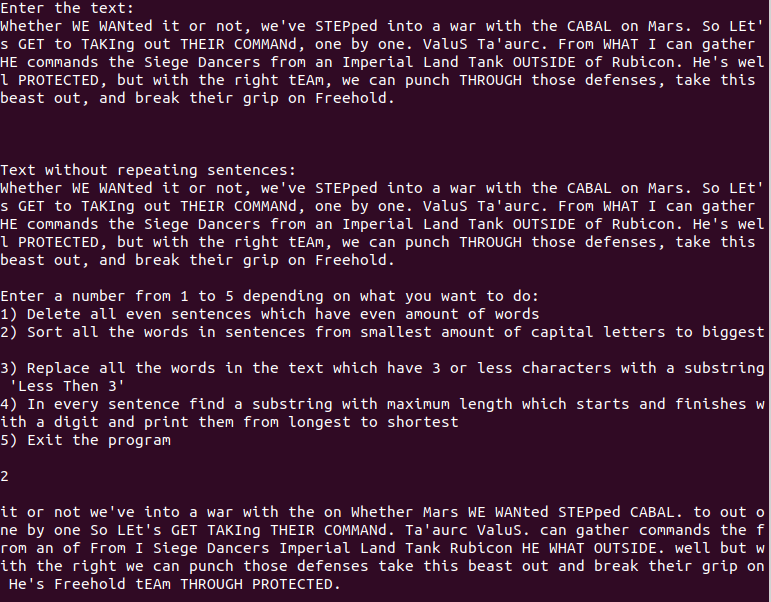 Enter the text:
Whether WE WANted it or not, we've STEPped into a war with the CABAL on Mars. So LEt'
s GET to TAKIng out THEIR COMMANd, one by one. ValuS Ta'aurc. From WHAT I can gather
HE commands the Siege Dancers from an Imperial Land Tank OUTSIDE of Rubicon. He's wel
l PROTECTED, but with the right tEAm, we can punch THROUGH those defenses, take this
beast out, and break their grip on Freehold.
Text without repeating sentences:
Whether WE WANted it or not, we've STEPped into a war with the CABAL on Mars. So LEt'
s GET to TAKIng out THEIR COMMANd, one by one. ValuS Ta'aurc. From WHAT I can gather
HE commands the Siege Dancers from an Imperial Land Tank OUTSIDE of Rubicon. He's wel
l PROTECTED, but with the right tEAm, we can punch THROUGH those defenses, take this
beast out, and break their grip on Freehold.
Enter a number from 1 to 5 depending on what you want to do:
1) Delete all even sentences which have even amount of words
2) Sort all the words in sentences from smallest amount of capital letters to biggest
3) Replace all the words in the text which have 3 or less characters with a substring
 'Less Then 3'
4) In every sentence find a substring with maximum length which starts and finishes w
ith a digit and print them from longest to shortest
5) Exit the program
2
it or not we've into a war with the on Whether Mars WE WANted STEPped CABAL. to out o
ne by one So LEt's GET TAKIng THEIR COMMANd. Ta'aurc ValuS. can gather commands the f
rom an of From I Siege Dancers Imperial Land Tank Rubicon HE WHAT OUTSIDE. well but w
ith the right we can punch those defenses take this beast out and break their grip on
 He's Freehold tEAm THROUGH PROTECTED.